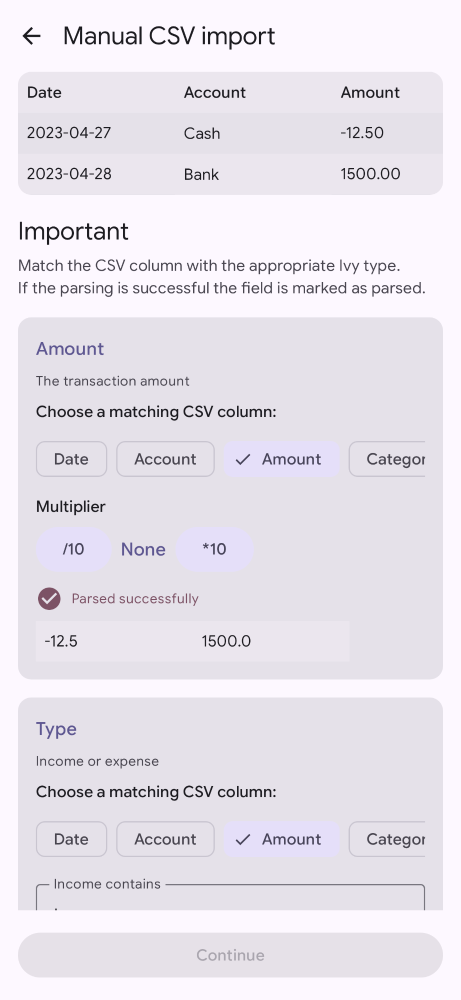 Manual CSV import
Date Account Amount
2023-04-27 Cash -12.50
2023-04-28 Bank 1500.00
Important
Match the CSV column with the appropriate Ivy type.
If the parsing is successful the field is marked as parsed.
Amount
The transaction amount
Choose a matching CSV column:
Date Account Amount Categor
Multiplier
/10 None *10
Parsed successfully
-12.5 1500.0
Type
Income or expense
Choose a matching CSV column:
Date Account Amount Categor
Income contains
Continue